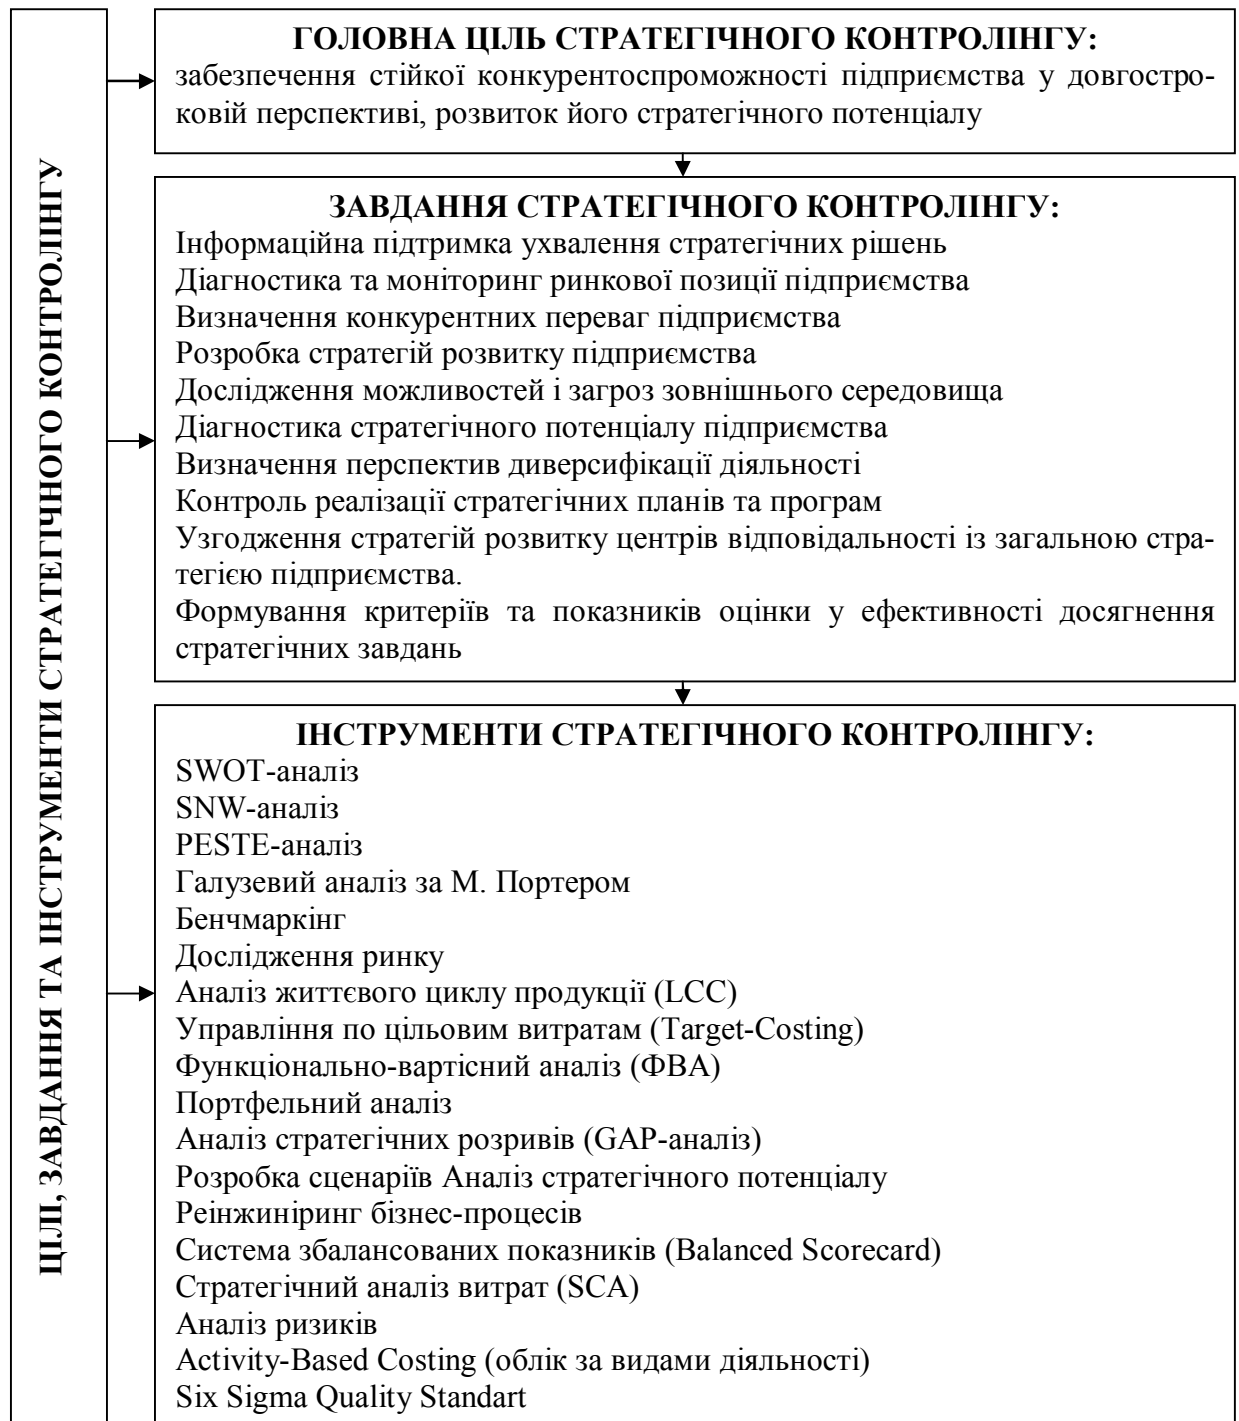 ЦІЛІ, ЗАВДАННЯ ТА ІНСТРУМЕНТИ СТРАТЕГІЧНОГО КОНТРОЛІНГУ
ГОЛОВНА ЦІЛЬ СТРАТЕГІЧНОГО КОНТРОЛІНГУ:
забезпечення стійкої конкурентоспроможності підприємства у довгостро-
ковій перспективі, розвиток його стратегічного потенціалу
ЗАВДАННЯ СТРАТЕГІЧНОГО КОНТРОЛІНГУ:
Інформаційна підтримка ухвалення стратегічних рішень
Діагностика та моніторинг ринкової позиції підприємства
Визначення конкурентних переваг підприємства
Розробка стратегій розвитку підприємства
Дослідження можливостей і загроз зовнішнього середовища
Діагностика стратегічного потенціалу підприємства
Визначення перспектив диверсифікації діяльності
Контроль реалізації стратегічних планів та програм
Узгодження стратегій розвитку центрів відповідальності із загальною стра-
тегією підприємства.
Формування критеріїв та показників оцінки у ефективності досягнення
стратегічних завдань
ІНСТРУМЕНТИ СТРАТЕГІЧНОГО КОНТРОЛІНГУ:
SWOT-аналіз
SNW-аналіз
PESTE-аналіз
Галузевий аналіз за М. Портером
Бенчмаркінг
Дослідження ринку
Аналіз життєвого циклу продукції (LCC)
Управління по цільовим витратам (Target-Costing)
Функціонально-вартісний аналіз (ФВА)
Портфельний аналіз
Аналіз стратегічних розривів (GAP-аналіз)
Розробка сценаріїв Аналіз стратегічного потенціалу
Реінжиніринг бізнес-процесів
Система збалансованих показників (Balanced Scorecard)
Стратегічний аналіз витрат (SCA)
Аналіз ризиків
Activity-Based Costing (облік за видами діяльності)
Six Sigma Quality Standart